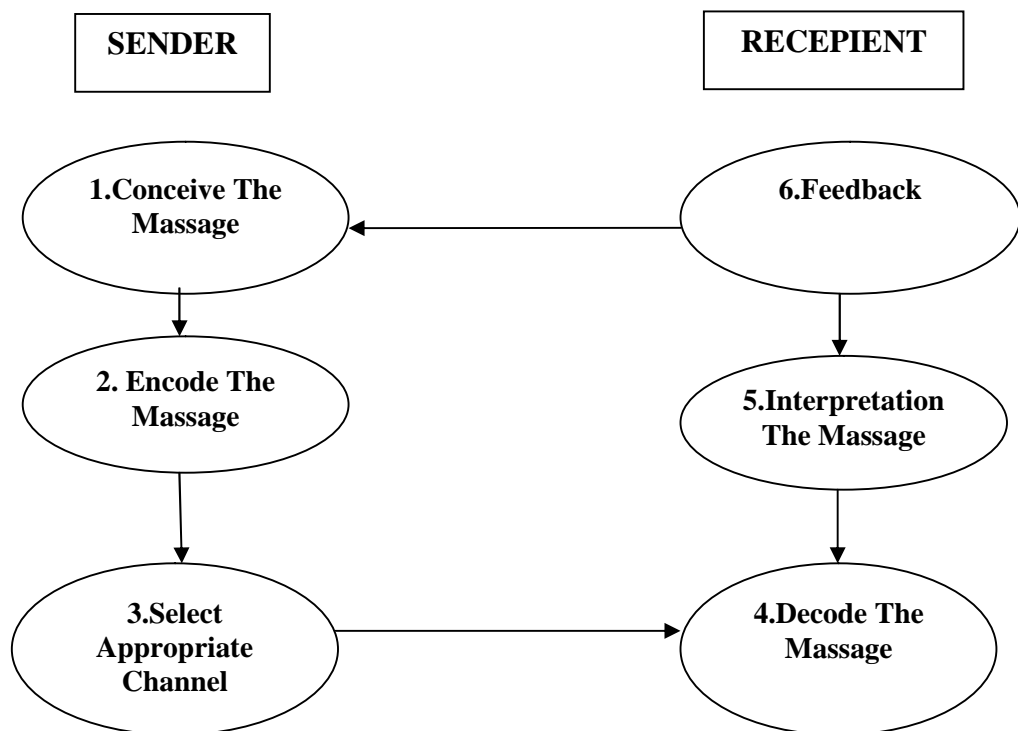 SENDER
RECEPIENT
1.Conceive The
Massage
6.Feedback
2. Encode The
Massage
5.Interpretation
The Massage
3.Select
Appropriate
Channel
4.Decode The
Massage